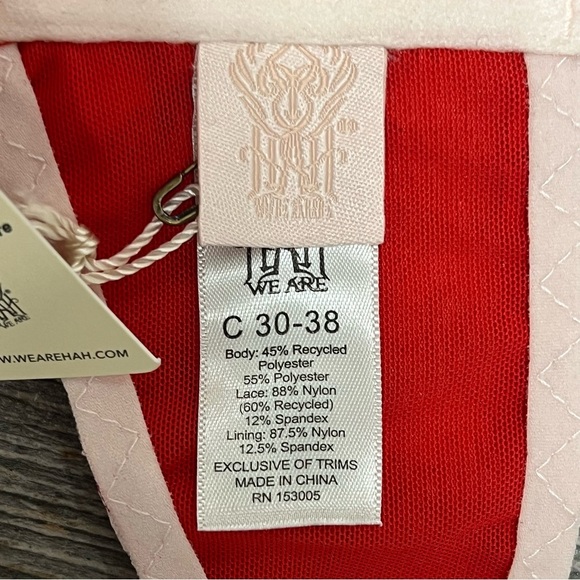 WE ARE HAH
WE ARE
C 30-38
Body: 45% Recycled
Polyester
55% Polyester
Lace: 88% Nylon
(60% Recycled)
12% Spandex
Lining: 87.5% Nylon
12.5% Spandex
EXCLUSIVE OF TRIMS
MADE IN CHINA
RN 153005
WE ARE
WW.WEAREHAH.COM